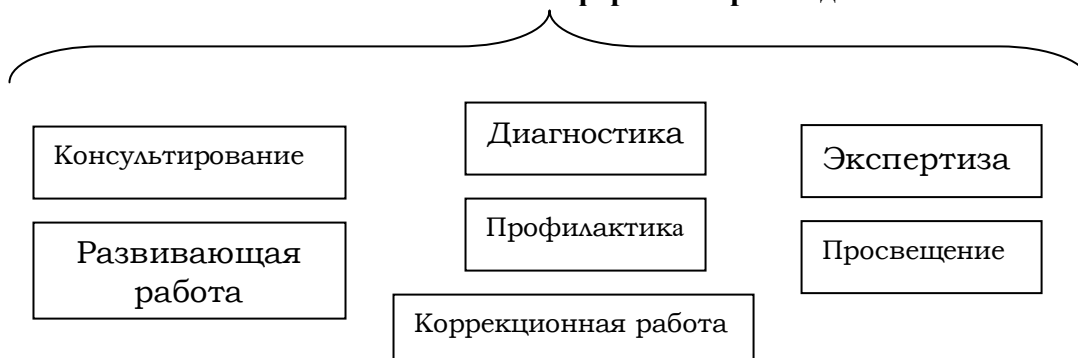 Консультирование
Диагностика
Экспертиза
Развивающая
работа
Профилактика
Просвещение
Коррекционная работа